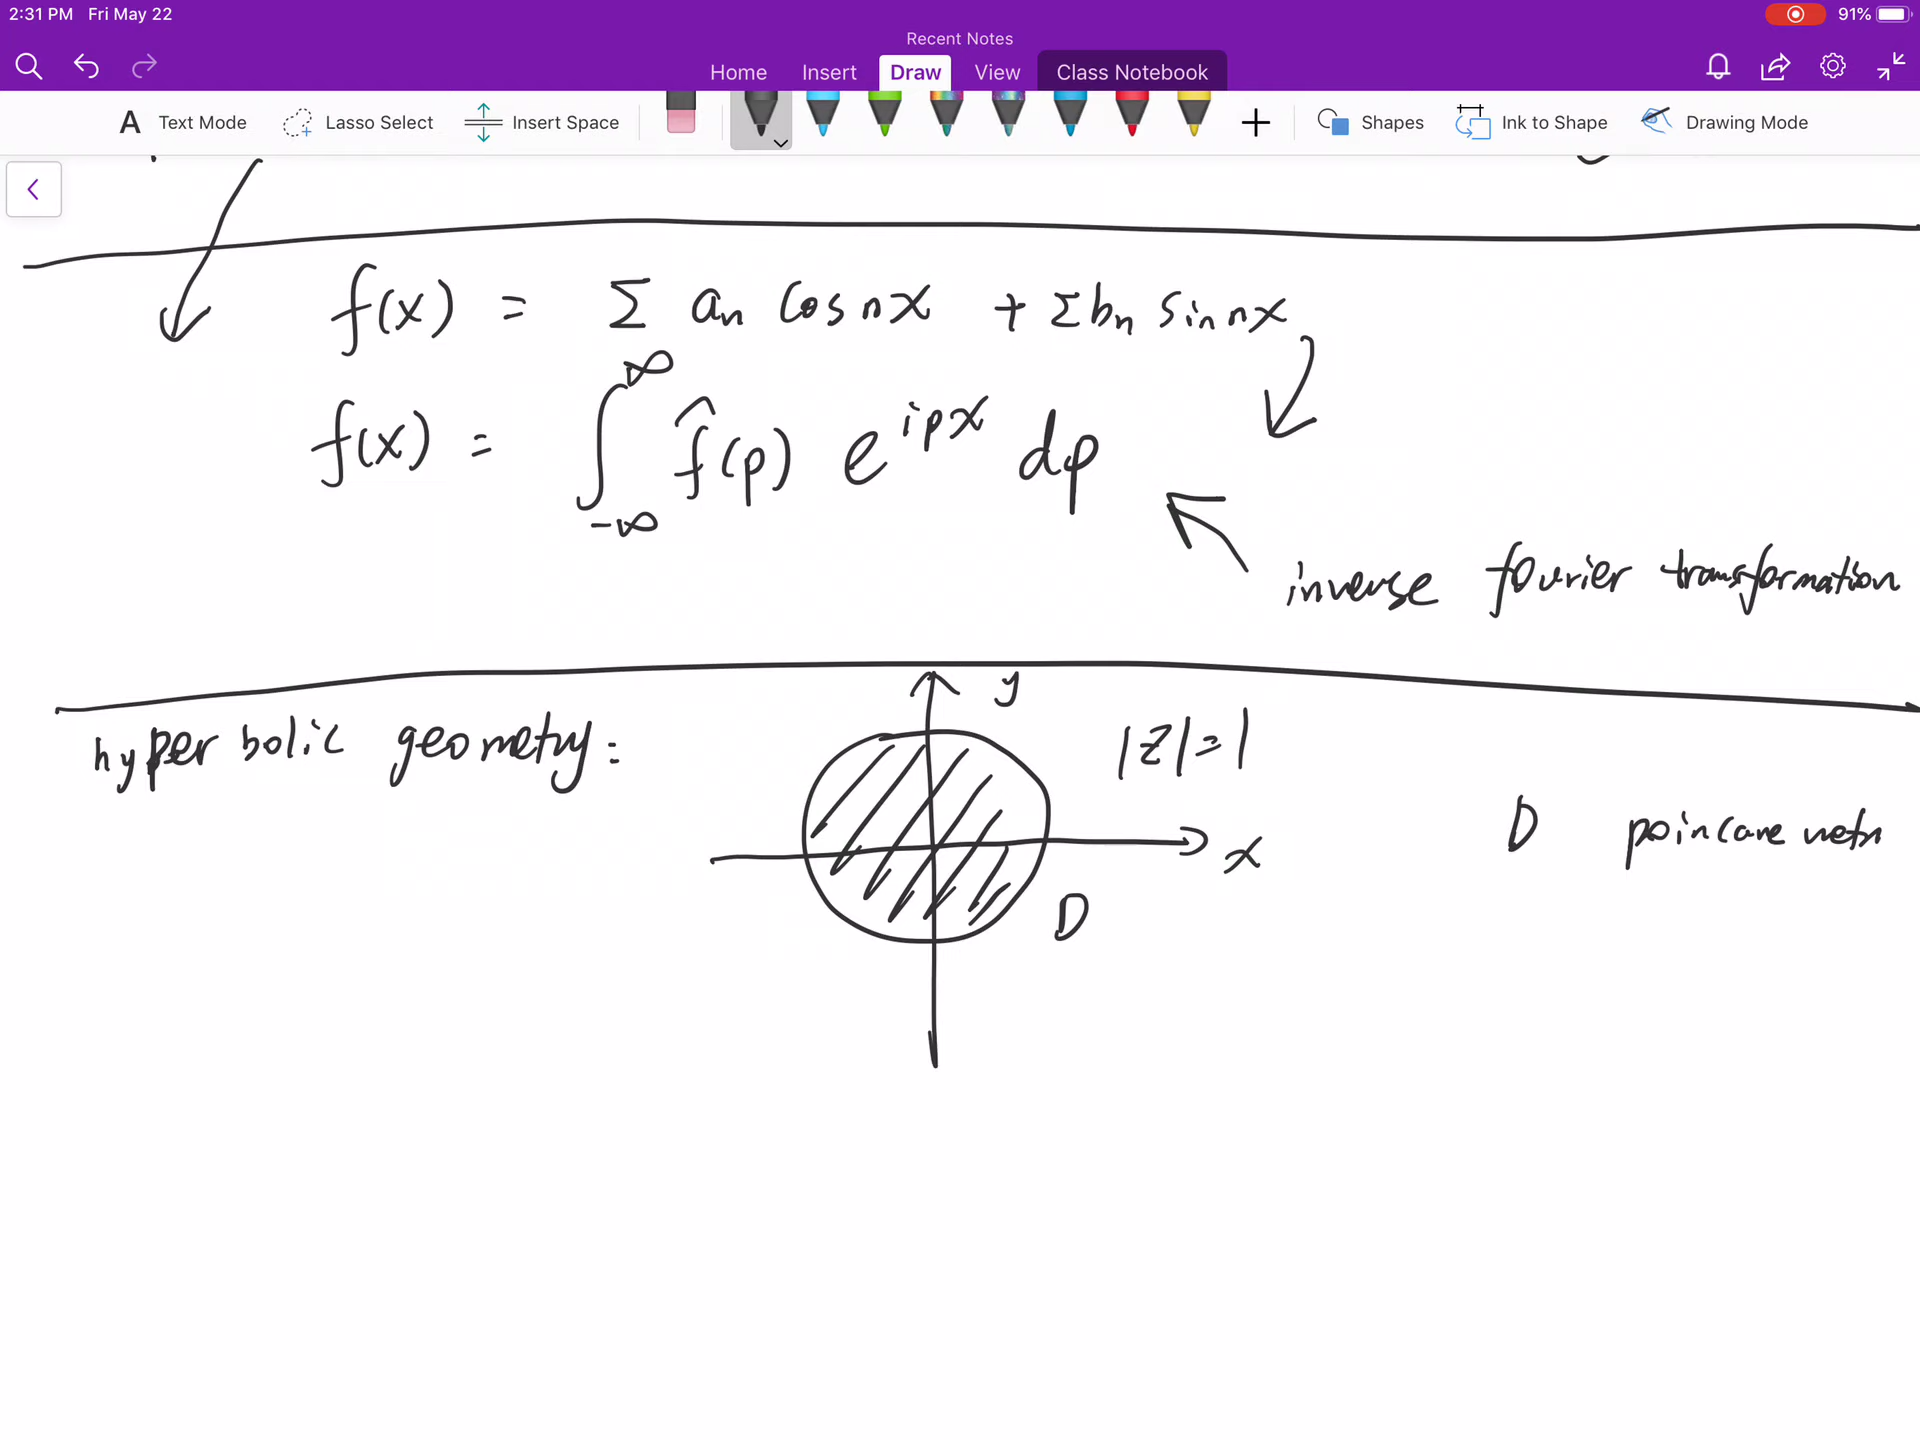 2:31 PM Fri May 22
91%
Recent Notes
Home Insert Draw View Class Notebook
A Text Mode Lasso Select Insert Space Shapes Ink to Shape Drawing Mode
f(x) = Σ aₙ cos nx + Σ bₙ sin nx
f(x) = ∫_{-∞}^{∞} f̂(p) e^{ipx} dp
inverse fourier transformation
hyperbolic geometry:
y
|z|=1
x
D
D poincare